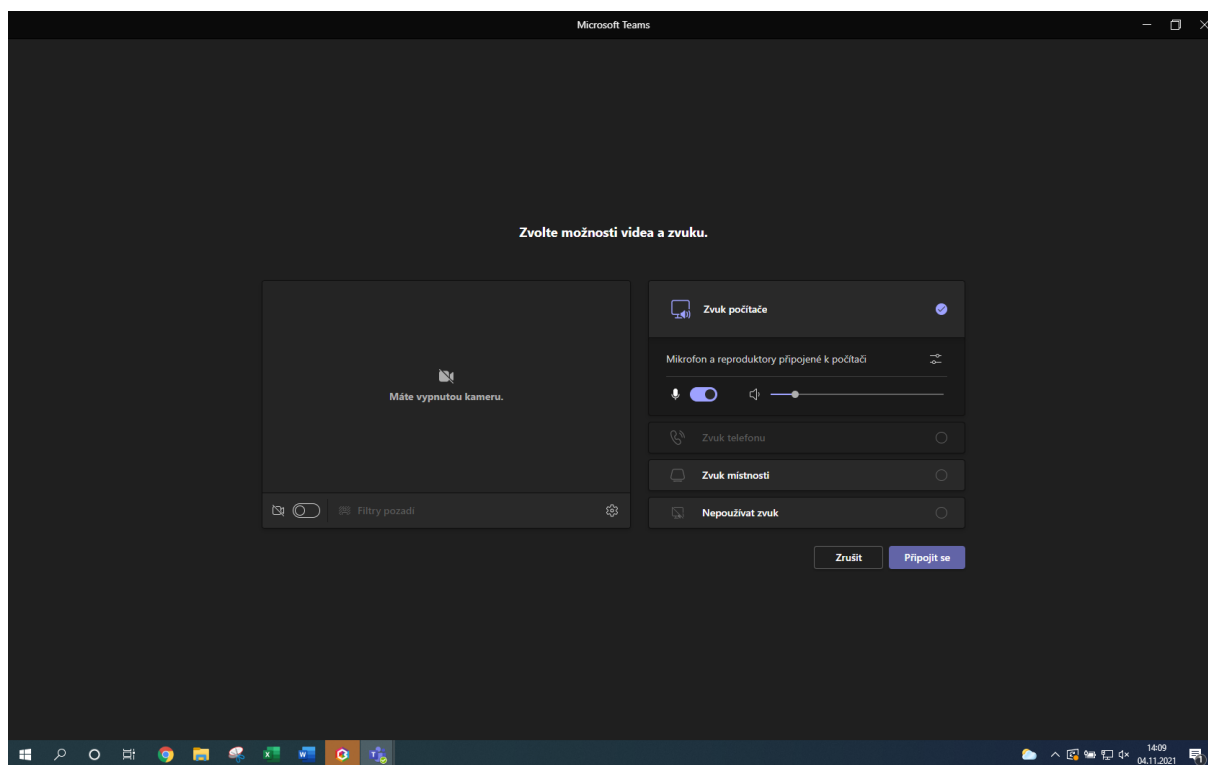 Microsoft Teams
Zvolte možnosti videa a zvuku.
Máte vypnutou kameru.
Filtry pozadí
Zvuk počítače
Mikrofon a reproduktory připojené k počítači
Zvuk telefonu
Zvuk místnosti
Nepoužívat zvuk
Zrušit
Připojit se
14:09
04.11.2021